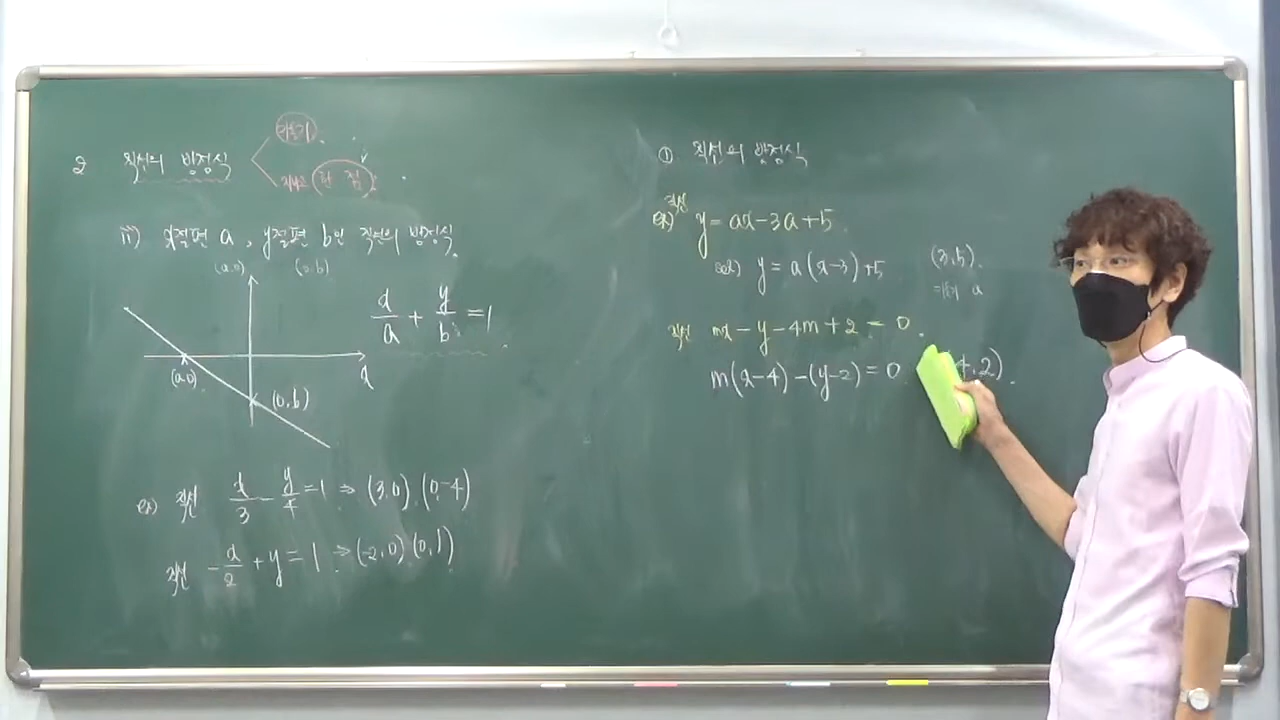 2 직선의 방정식
기울기
지나는 한 점
ii) x절편 a, y절편 b인 직선의 방정식.
(a,0) (0,b)
x/a + y/b = 1
x
(a,0)
(0,b)
ex) 직선 x/3 - y/4 = 1 ⇒ (3,0), (0,-4)
직선 -x/2 + y = 1 ⇒ (-2,0) (0,1)
① 직선의 방정식
직선
ex) y = ax-3a+5
sol) y = a(x-3)+5 (3,5).
기울기 a
직선 mx-y-4m+2 = 0.
m(x-4)-(y-2) = 0 4,2).